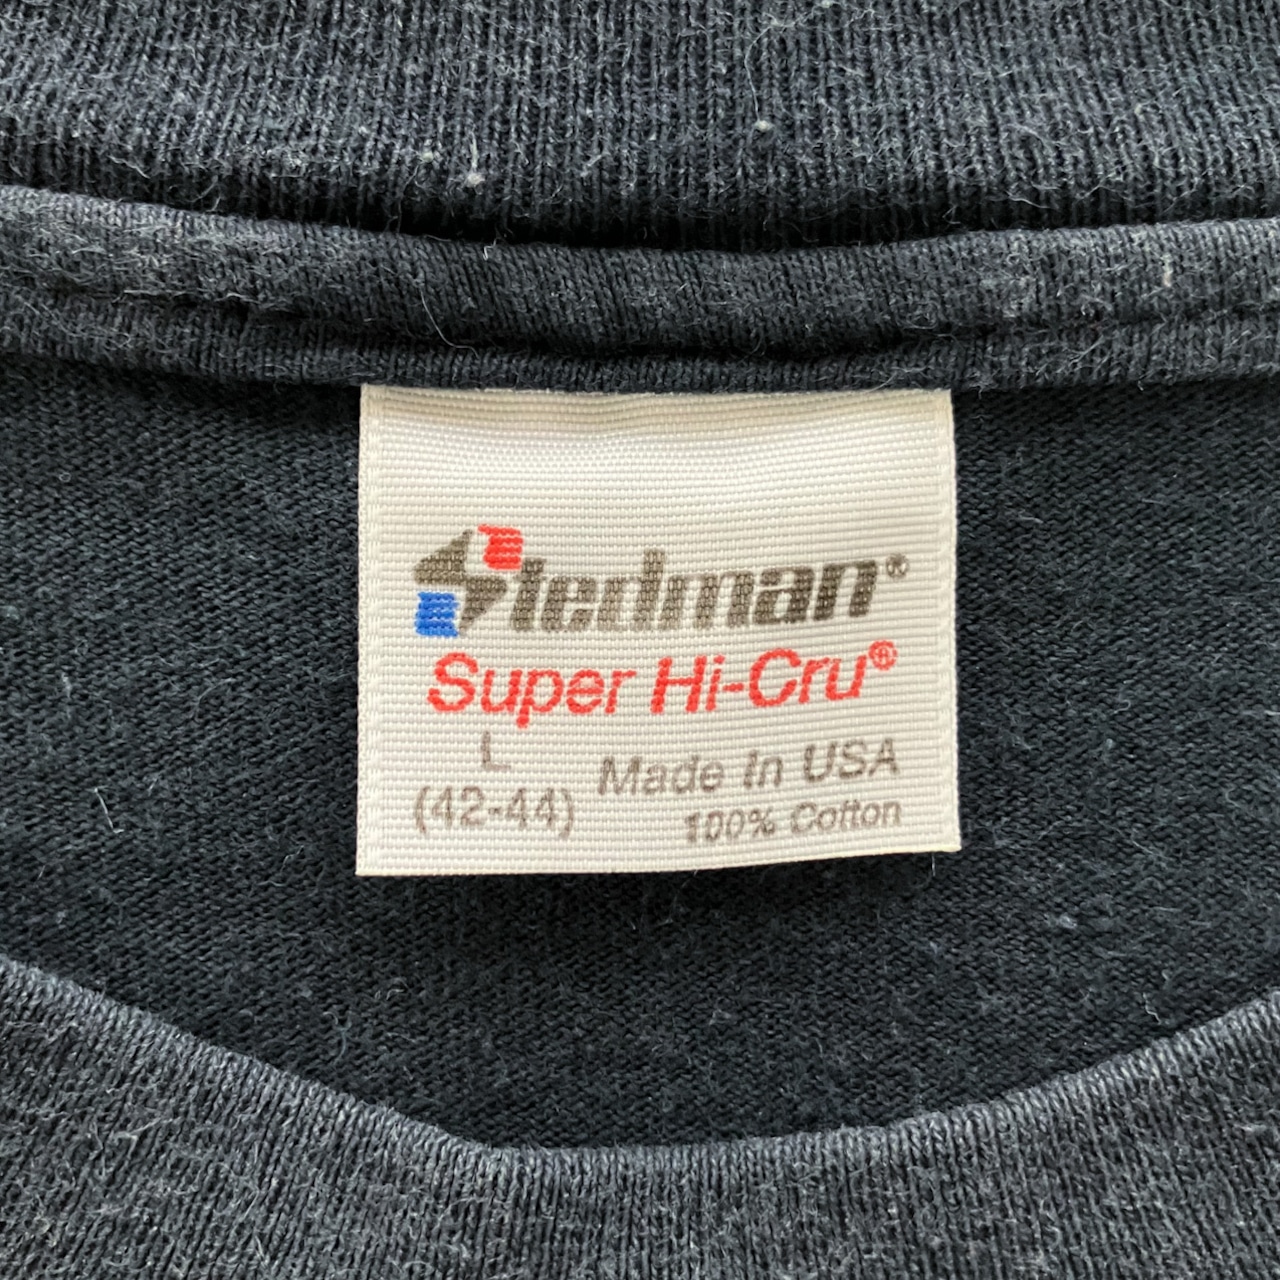 Stedman®
Super Hi-Cru®
L
(42-44)
Made In USA
100% Cotton